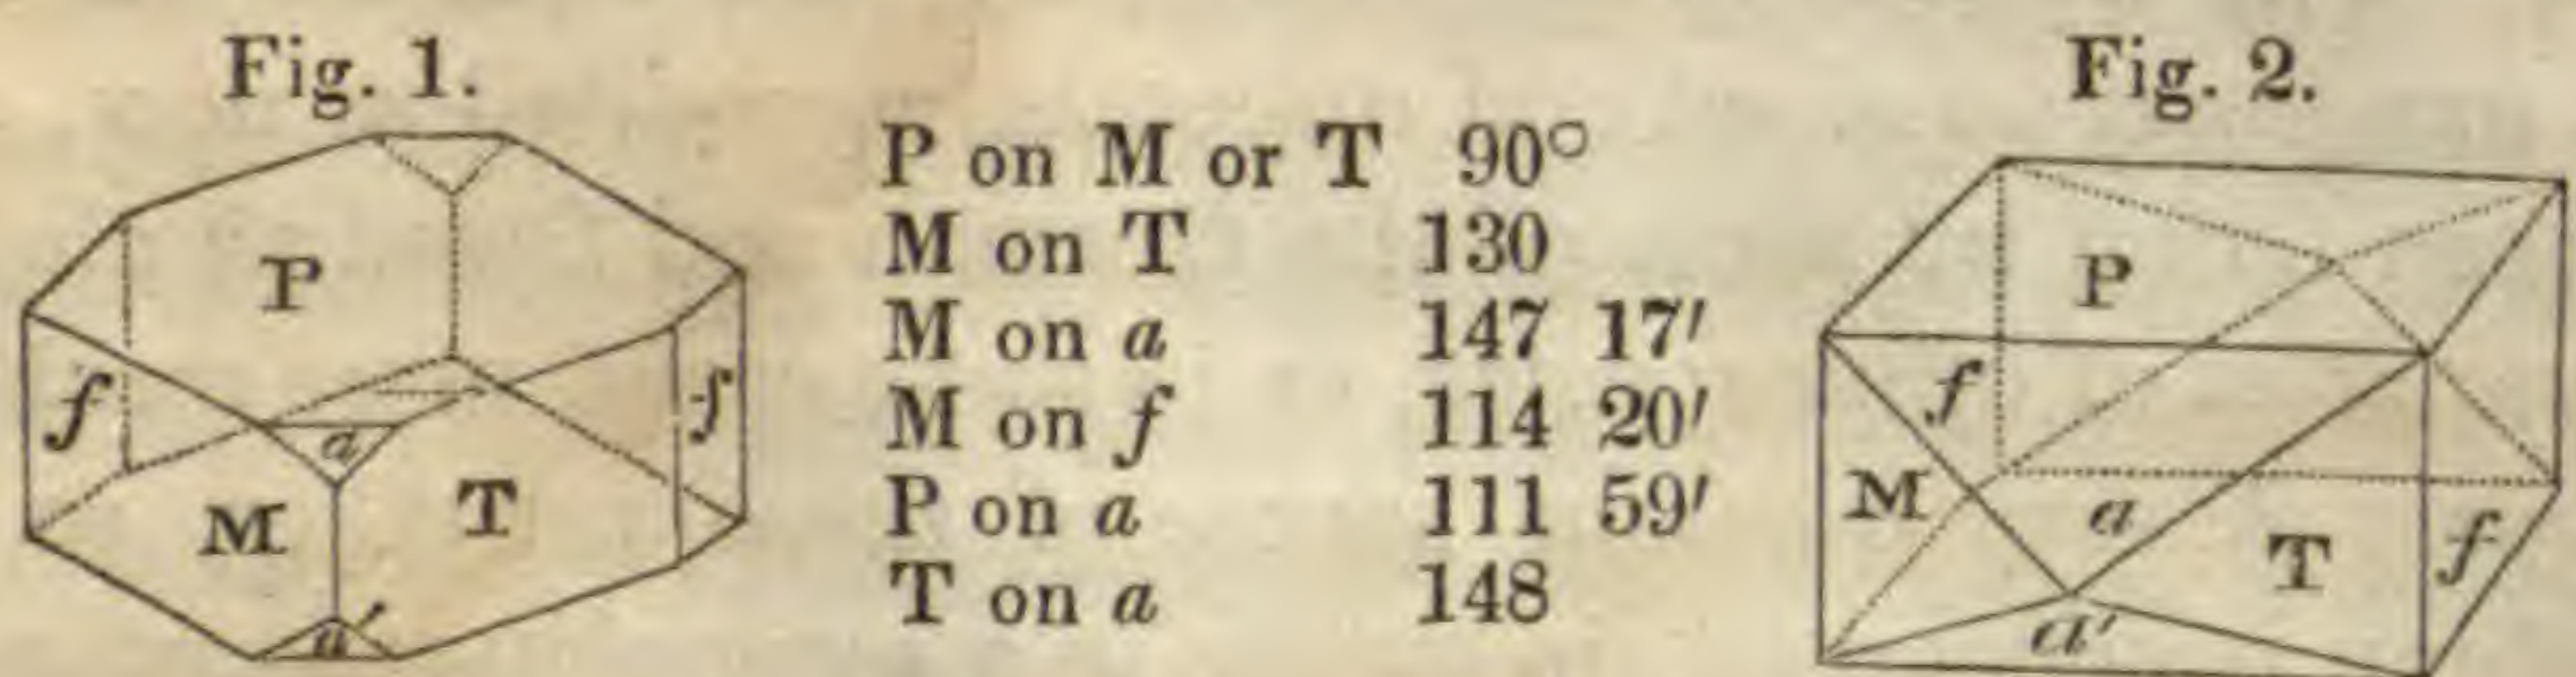 Fig. 1.
P
f
f
a
M
T
a'
P on M or T 90°
M on T 130
M on a 147 17′
M on f 114 20′
P on a 111 59′
T on a 148
Fig. 2.
P
f
M
a
T
f
a'